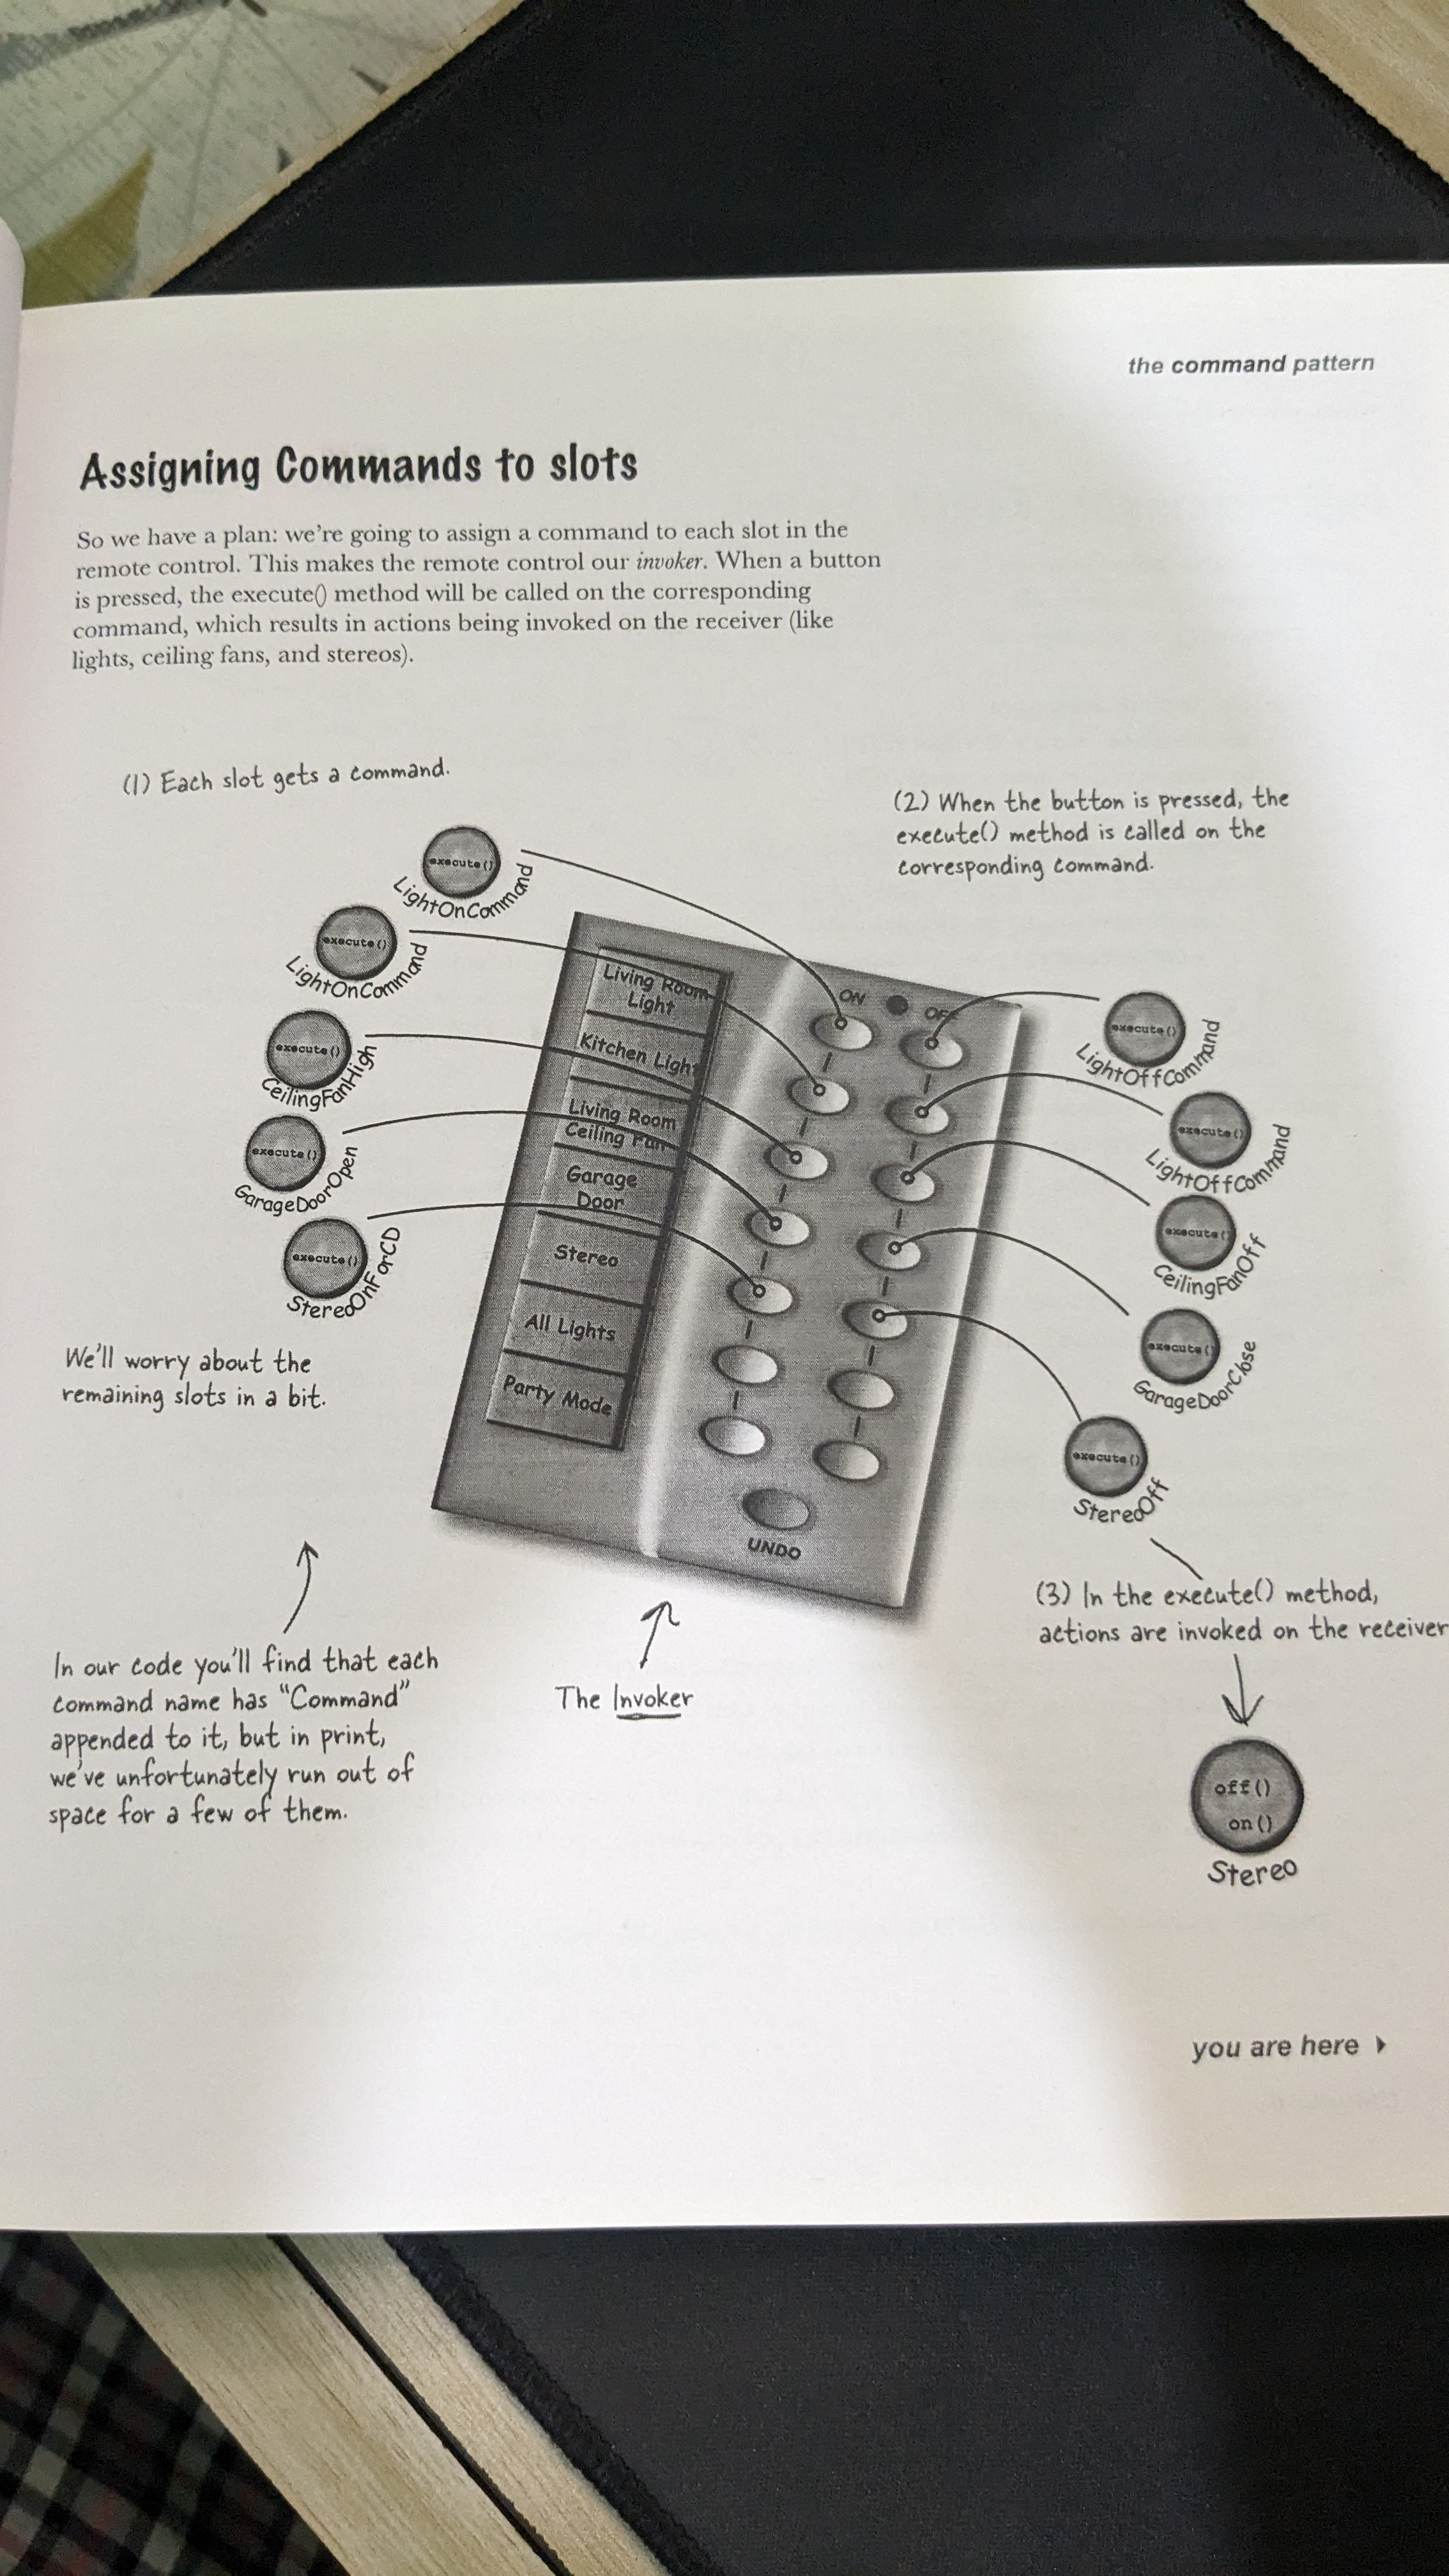 the command pattern
Assigning Commands to slots
So we have a plan: we're going to assign a command to each slot in the
remote control. This makes the remote control our invoker. When a button
is pressed, the execute() method will be called on the corresponding
command, which results in actions being invoked on the receiver (like
lights, ceiling fans, and stereos).
(1) Each slot gets a command.
(2) When the button is pressed, the
execute() method is called on the
corresponding command.
execute()
LightOnCommand
execute()
LightOnCommand
execute()
CeilingFanHigh
execute()
GarageDoorOpen
execute()
StereoOnForCD
We'll worry about the
remaining slots in a bit.
Living Room
Light
Kitchen Light
Living Room
Ceiling Fan
Garage
Door
Stereo
All Lights
Party Mode
ON
OFF
UNDO
execute()
LightOffCommand
execute()
LightOffCommand
execute()
CeilingFanOff
execute()
GarageDoorClose
execute()
StereoOff
(3) In the execute() method,
actions are invoked on the receiver
In our code you'll find that each
command name has "Command"
appended to it, but in print,
we've unfortunately run out of
space for a few of them.
The Invoker
off()
on()
Stereo
you are here